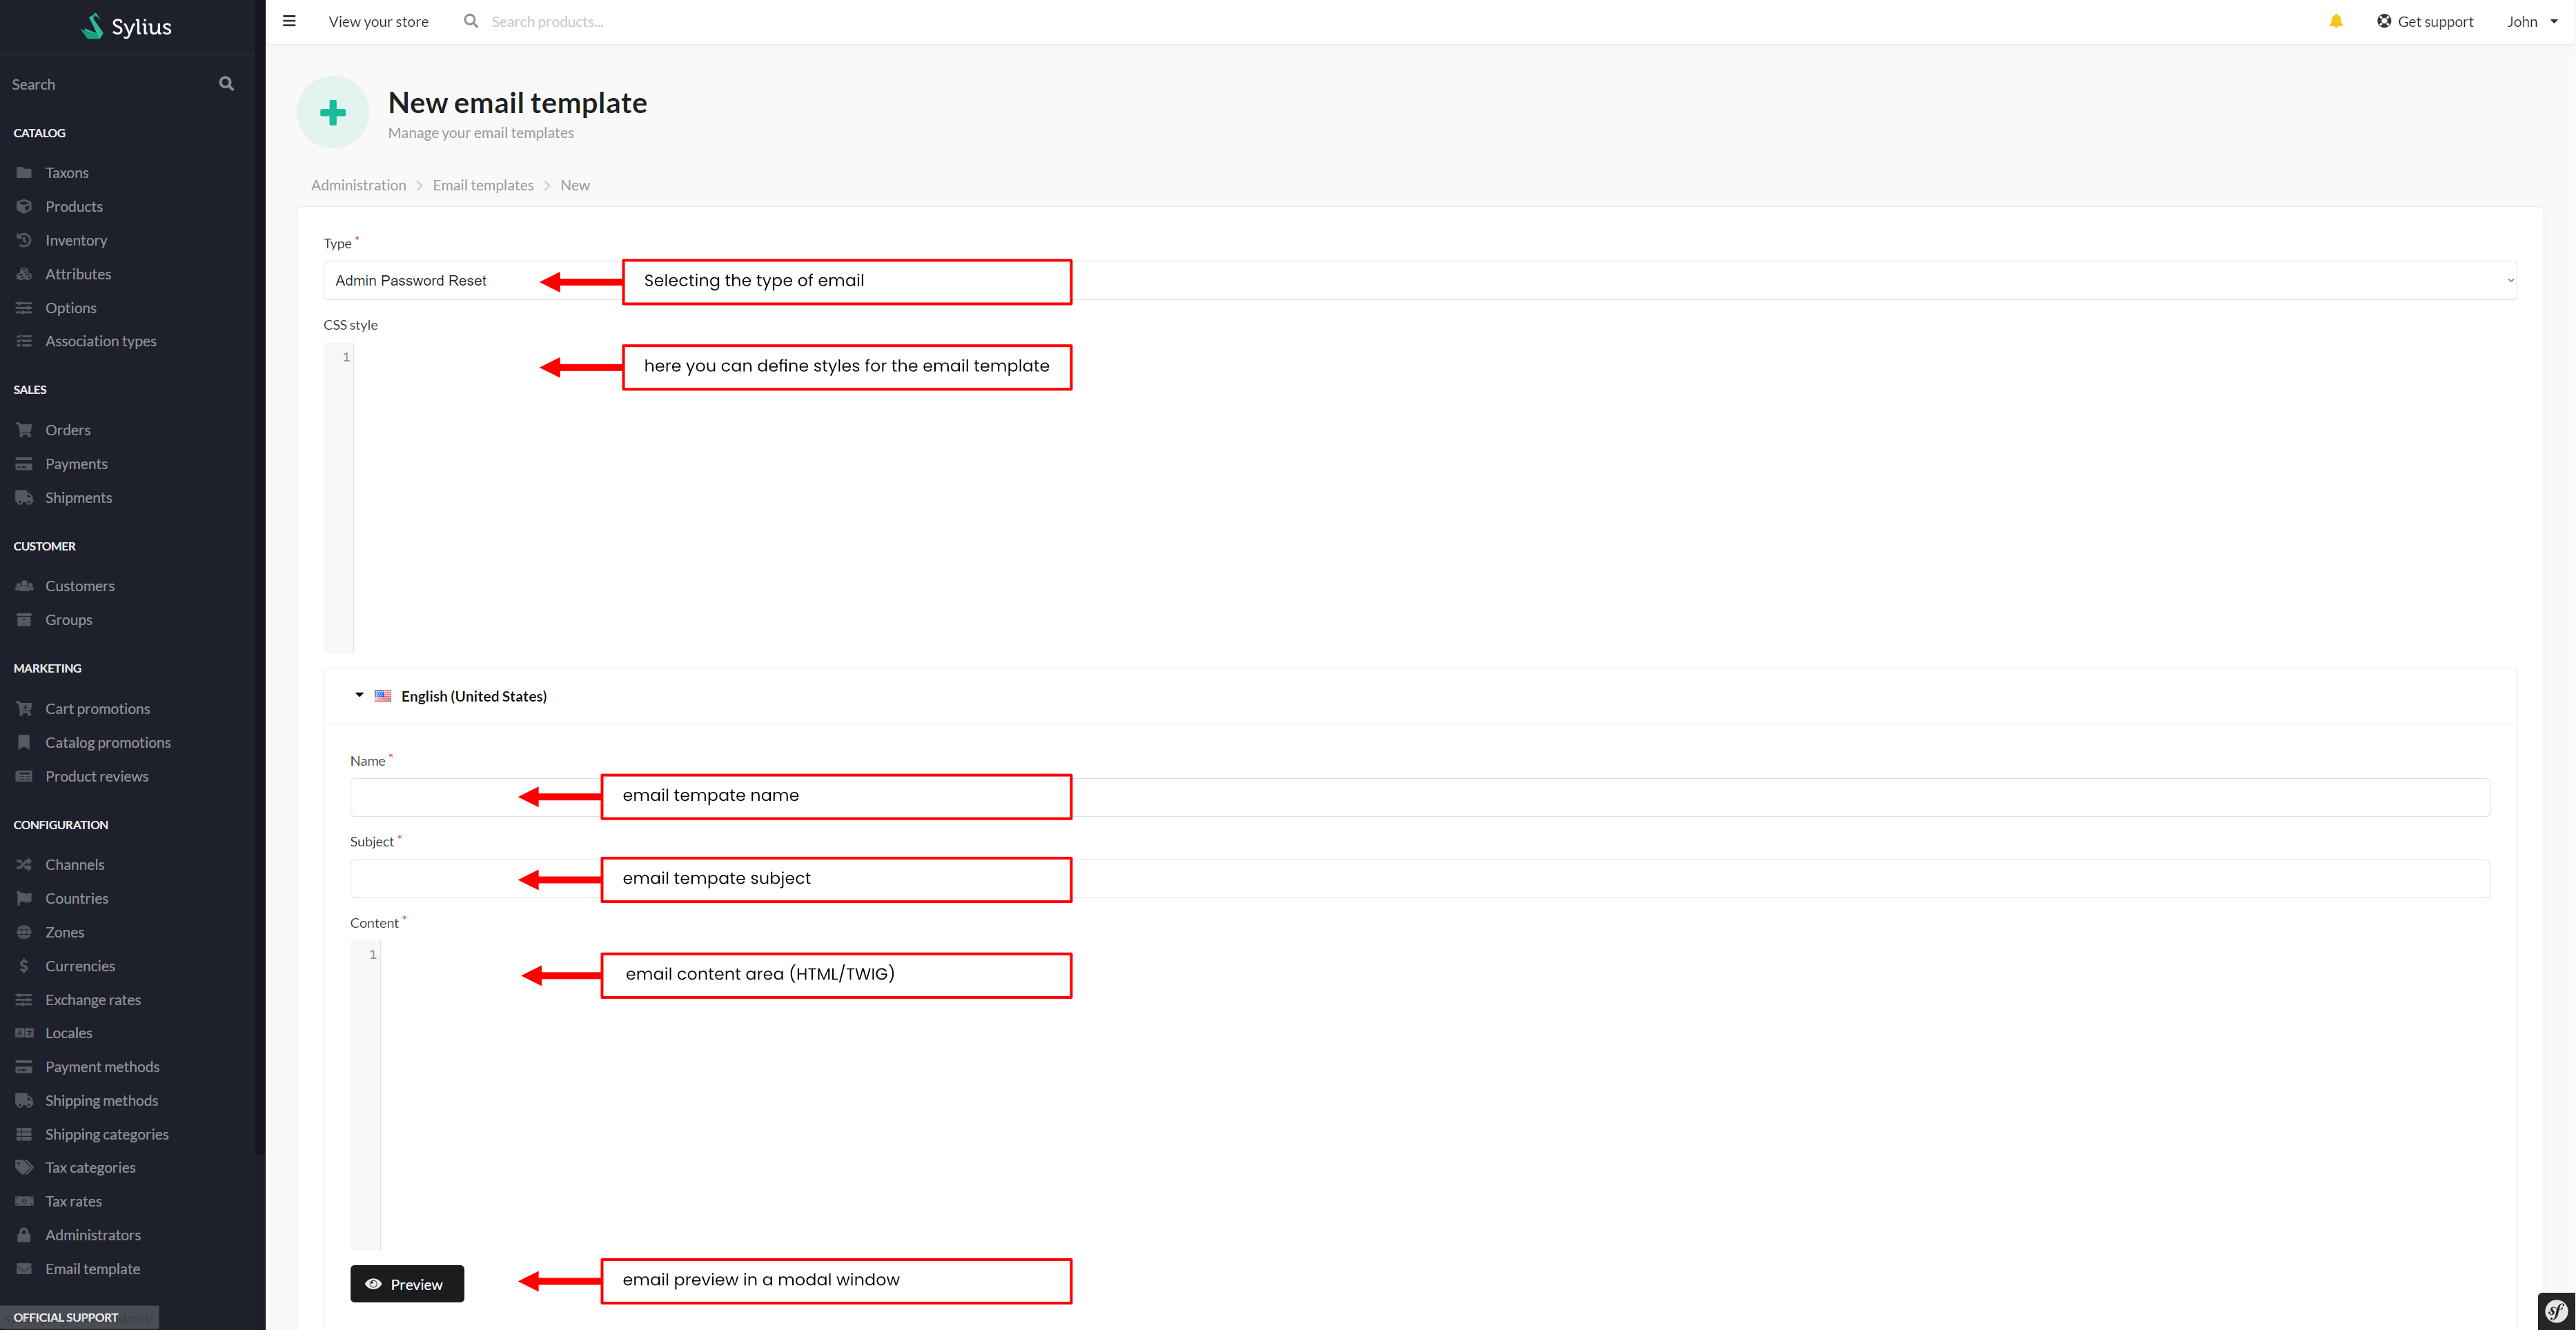 Sylius
View your store
Search products...
Get support
John
Search
CATALOG
Taxons
Products
Inventory
Attributes
Options
Association types
SALES
Orders
Payments
Shipments
CUSTOMER
Customers
Groups
MARKETING
Cart promotions
Catalog promotions
Product reviews
CONFIGURATION
Channels
Countries
Zones
Currencies
Exchange rates
Locales
Payment methods
Shipping methods
Shipping categories
Tax categories
Tax rates
Administrators
Email template
OFFICIAL SUPPORT
New email template
Manage your email templates
Administration > Email templates > New
Type *
Admin Password Reset
Selecting the type of email
CSS style
1
here you can define styles for the email template
English (United States)
Name *
email tempate name
Subject *
email tempate subject
Content *
1
email content area (HTML/TWIG)
Preview
email preview in a modal window
sf